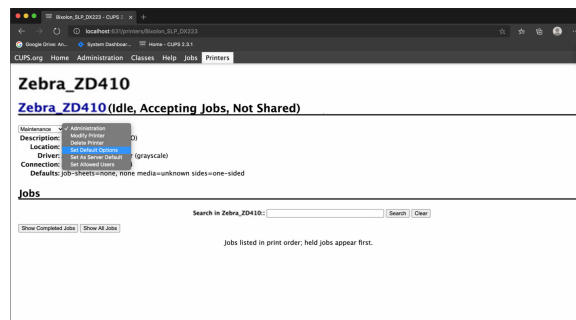 Bixolon_SLP_DX223 - CUPS 2
localhost:631/printers/Bixolon_SLP_DX223
Google Drive: An... System Dashboar... Home - CUPS 2.3.1
CUPS.org Home Administration Classes Help Jobs Printers
Zebra_ZD410
Zebra_ZD410 (Idle, Accepting Jobs, Not Shared)
Maintenance
Administration
Modify Printer
Delete Printer
Set Default Options
Set As Server Default
Set Allowed Users
Description:
Location:
Driver: (grayscale)
Connection:
Defaults: job-sheets=none, none media=unknown sides=one-sided
Jobs
Search in Zebra_ZD410:: Search Clear
Show Completed Jobs Show All Jobs
Jobs listed in print order; held jobs appear first.